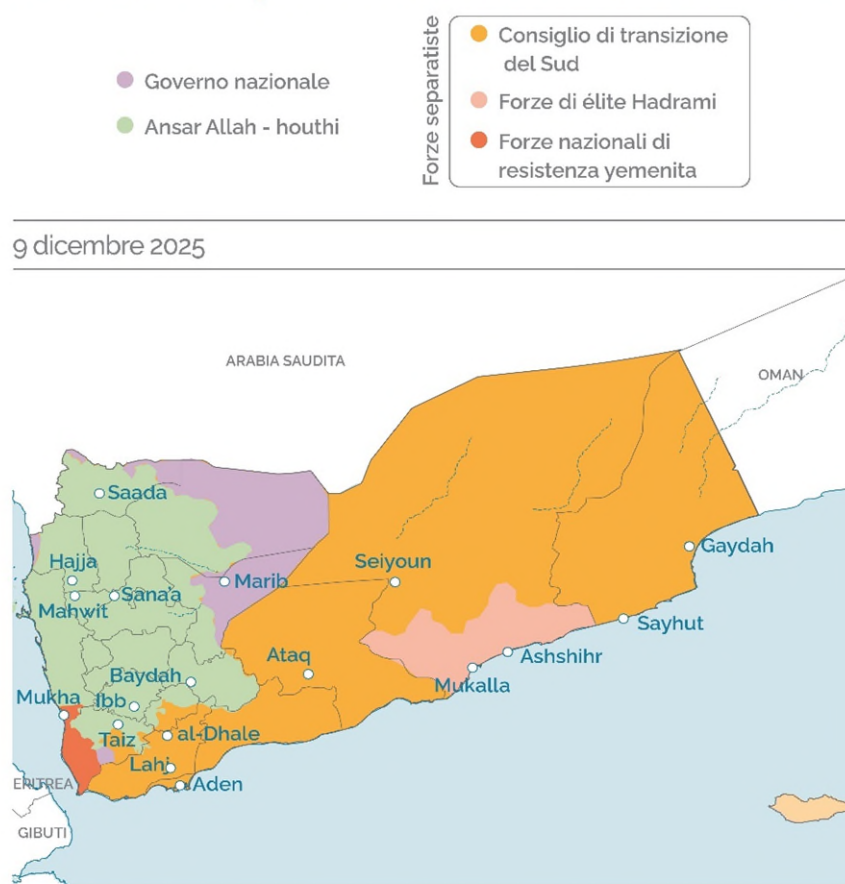 Governo nazionale
Ansar Allah - houthi
Forze separatiste
Consiglio di transizione
del Sud
Forze di élite Hadrami
Forze nazionali di
resistenza yemenita
9 dicembre 2025
ARABIA SAUDITA
OMAN
Saada
Gaydah
Hajja
Seiyoun
Marib
Sana'a
Mahwit
Sayhut
Ashshihr
Ataq
Baydah
Mukalla
Mukha
Ibb
Taiz
al-Dhale
Lahj
ERITREA
Aden
GIBUTI